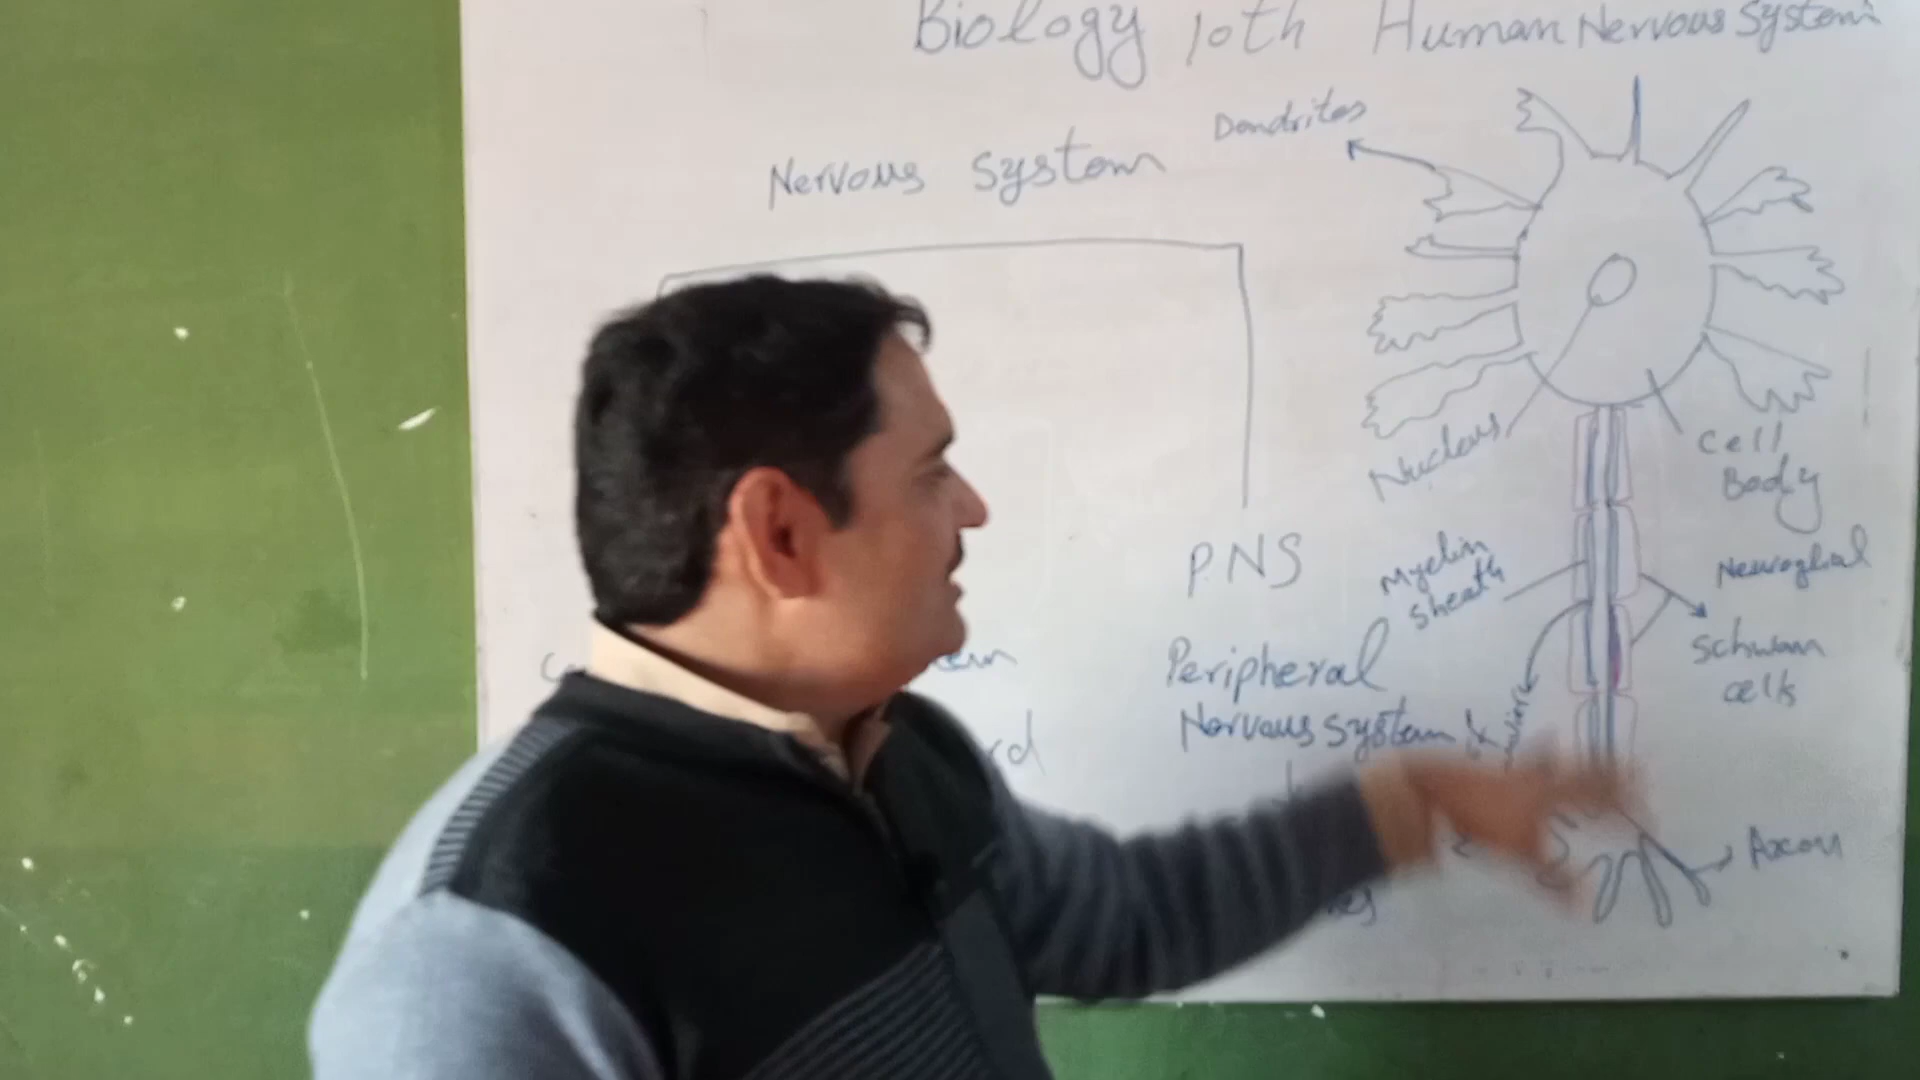 Biology 10th Human Nervous System
Dendrites
Nervous System
Nucleus
Cell
Body
PNS
Myelin
Sheath
Neuroglial
Schwann
cells
Peripheral
Nervous System
Axon